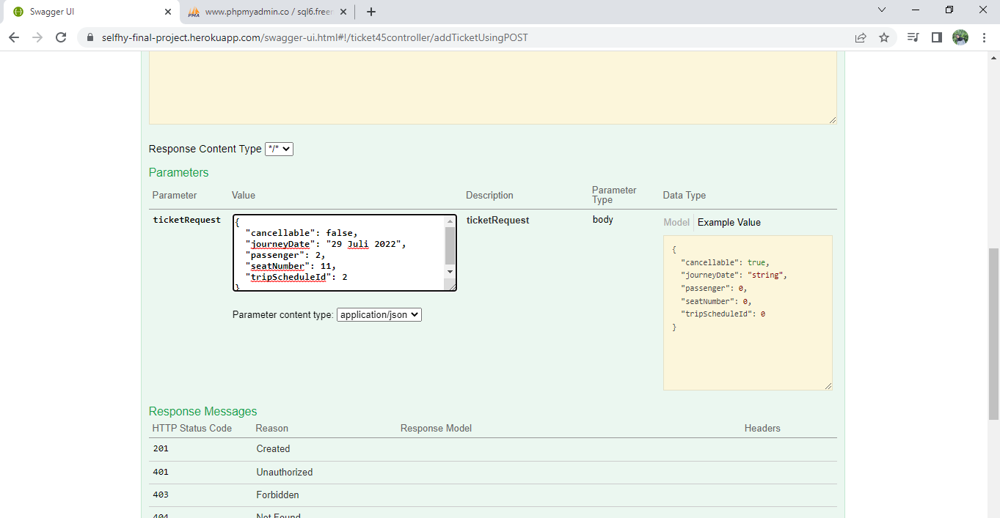 Swagger UI
www.phpmyadmin.co / sql6.freer
selfhy-final-project.herokuapp.com/swagger-ui.html#!/ticket45controller/addTicketUsingPOST
Response Content Type */*
Parameters
Parameter Value Description Parameter Type Data Type
ticketRequest
{
"cancellable": false,
"journeyDate": "29 Juli 2022",
"passenger": 2,
"seatNumber": 11,
"tripScheduleId": 2
}
Parameter content type: application/json
ticketRequest
body
Model Example Value
{
"cancellable": true,
"journeyDate": "string",
"passenger": 0,
"seatNumber": 0,
"tripScheduleId": 0
}
Response Messages
HTTP Status Code Reason Response Model Headers
201 Created
401 Unauthorized
403 Forbidden
404 Not Found